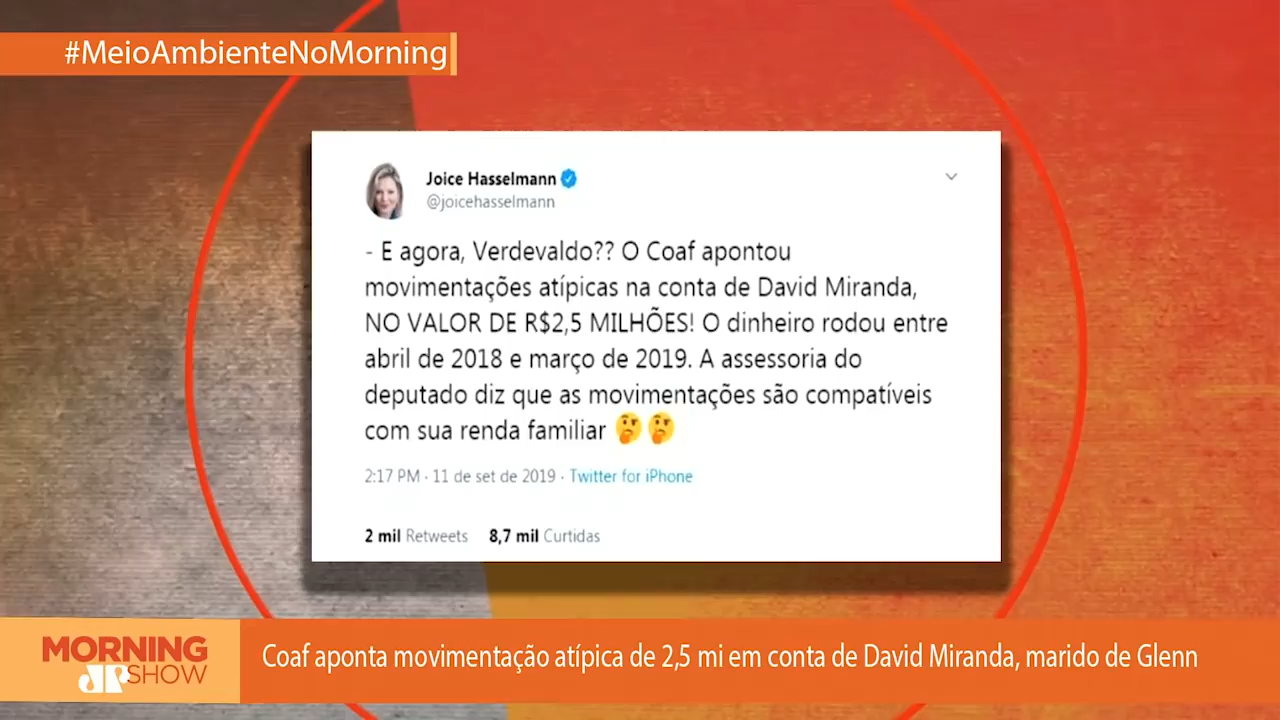 #MeioAmbienteNoMorning
Joice Hasselmann
@joicehasselmann
- E agora, Verdevaldo?? O Coaf apontou
movimentações atípicas na conta de David Miranda,
NO VALOR DE R$2,5 MILHÕES! O dinheiro rodou entre
abril de 2018 e março de 2019. A assessoria do
deputado diz que as movimentações são compatíveis
com sua renda familiar 🤔🤔
2:17 PM · 11 de set de 2019 · Twitter for iPhone
2 mil Retweets 8,7 mil Curtidas
MORNING
JP SHOW
Coaf aponta movimentação atípica de 2,5 mi em conta de David Miranda, marido de Glenn